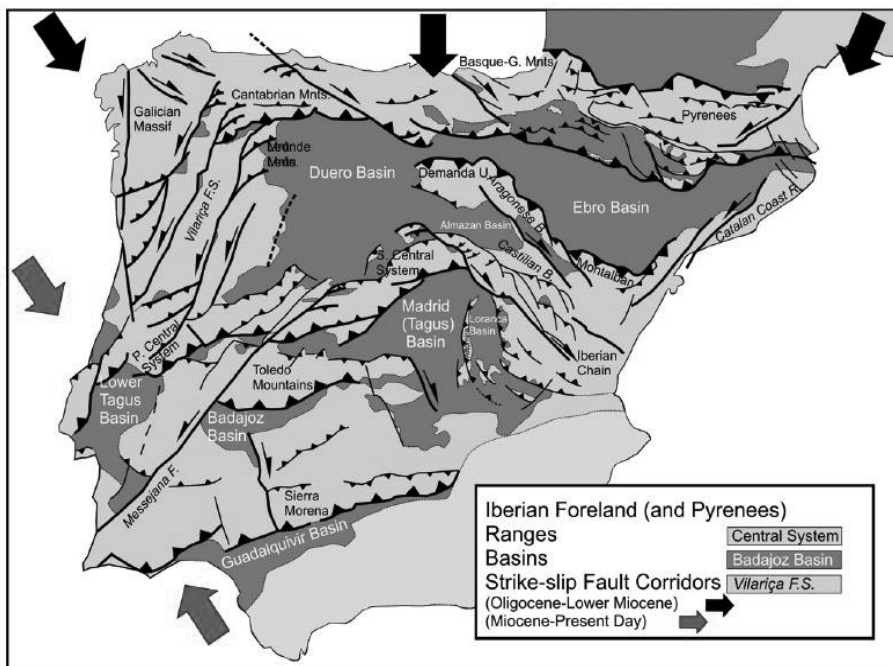 Basque-G. Mnts
Cantabrian Mnts.
Galician
Massif
Pyrenees
Duero Basin
Demanda U.
Aragonese B.
Ebro Basin
Catalan Coast R.
Vilariça F.S.
Almazan Basin
Castilian B.
Montalban
S. Central
System
Madrid
(Tagus)
Basin
Loranca
Basin
Iberian
Chain
P. Central
System
Toledo
Mountains
Lower
Tagus
Basin
Badajoz
Basin
Messejana F.
Sierra
Morena
Guadalquivir Basin
Iberian Foreland (and Pyrenees)
Ranges Central System
Basins Badajoz Basin
Strike-slip Fault Corridors Vilariça F.S.
(Oligocene-Lower Miocene)
(Miocene-Present Day)